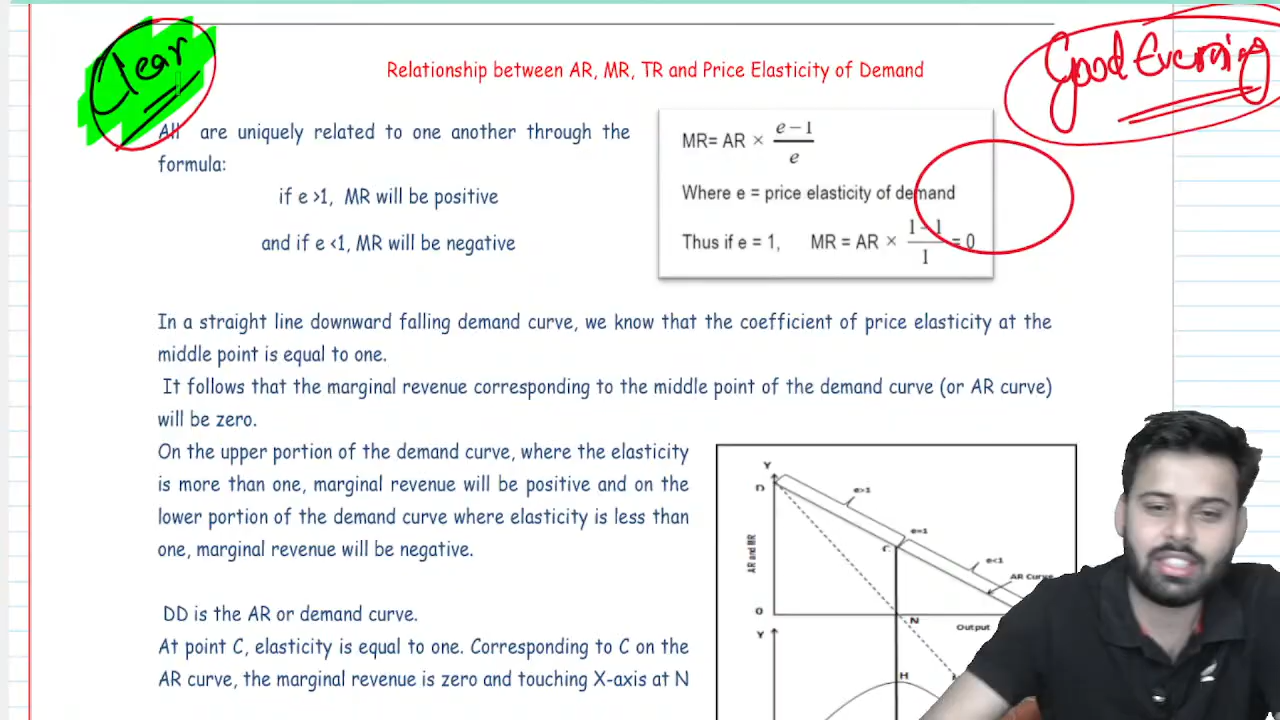 Clear
Good Evening
Relationship between AR, MR, TR and Price Elasticity of Demand
All are uniquely related to one another through the
formula:
if e >1, MR will be positive
and if e <1, MR will be negative
MR= AR × e – 1
e
Where e = price elasticity of demand
Thus if e = 1, MR = AR × 1 – 1 = 0
1
In a straight line downward falling demand curve, we know that the coefficient of price elasticity at the
middle point is equal to one.
It follows that the marginal revenue corresponding to the middle point of the demand curve (or AR curve)
will be zero.
On the upper portion of the demand curve, where the elasticity
is more than one, marginal revenue will be positive and on the
lower portion of the demand curve where elasticity is less than
one, marginal revenue will be negative.
DD is the AR or demand curve.
At point C, elasticity is equal to one. Corresponding to C on the
AR curve, the marginal revenue is zero and touching X-axis at N
Y
D
e>1
e=1
C
e<1
AR and MR
AR Curve
O
N
Output
Y
H